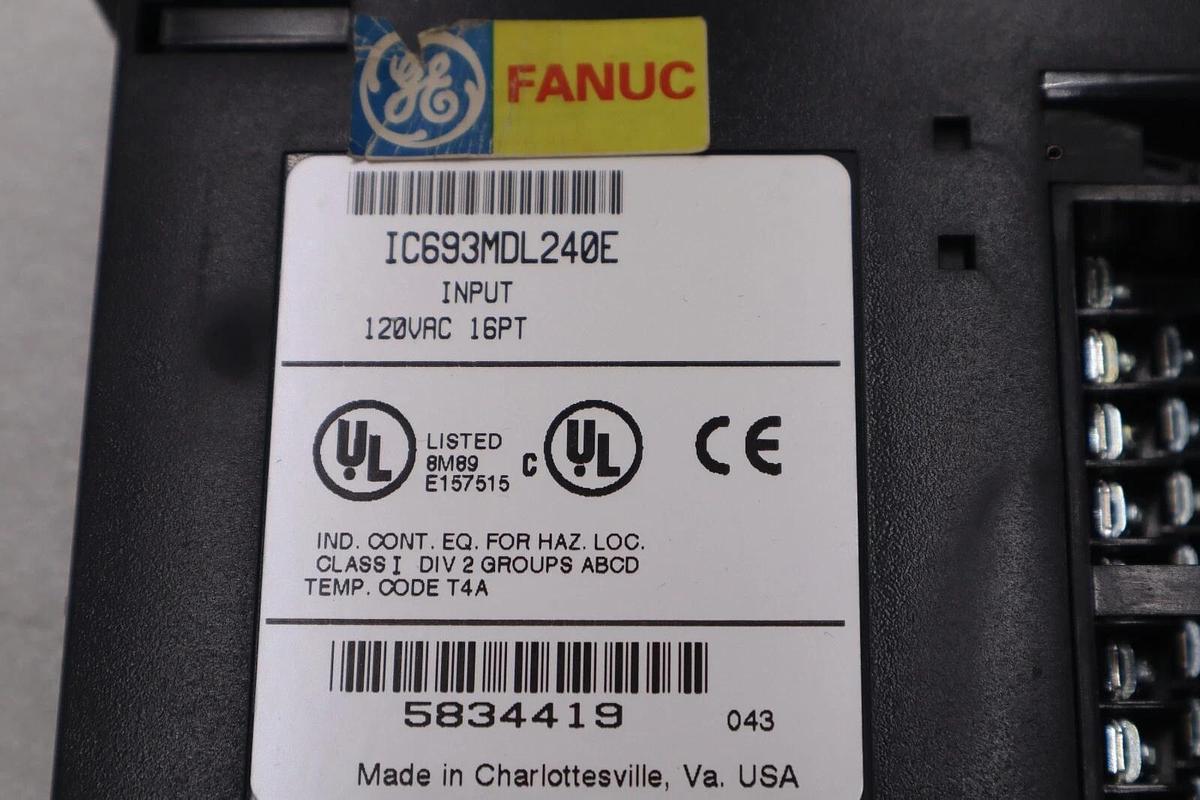 GE FANUC
IC693MDL240E
INPUT
120VAC 16PT
UL LISTED 8M89 E157515 C UL CE
IND. CONT. EQ. FOR HAZ. LOC.
CLASS I DIV 2 GROUPS ABCD
TEMP. CODE T4A
5834419 043
Made in Charlottesville, Va. USA